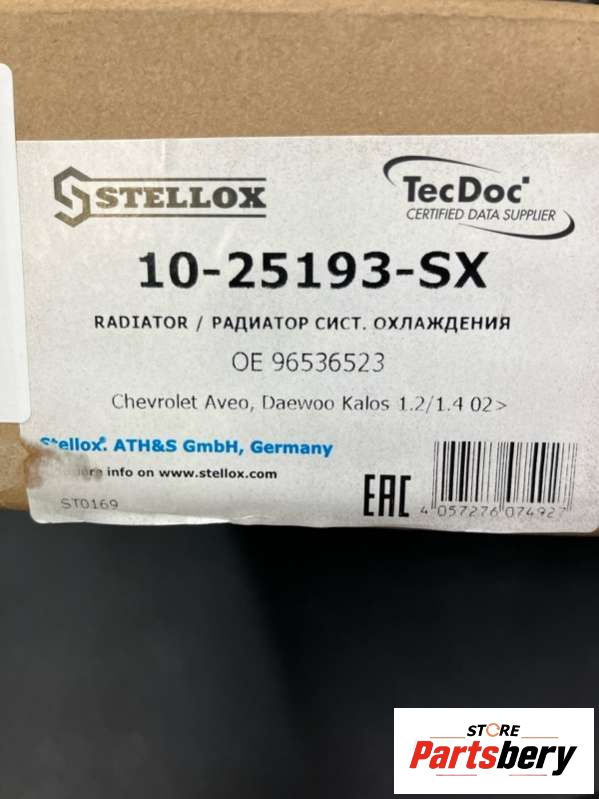 STELLOX
TecDoc
CERTIFIED DATA SUPPLIER
10-25193-SX
RADIATOR / РАДИАТОР СИСТ. ОХЛАЖДЕНИЯ
OE 96536523
Chevrolet Aveo, Daewoo Kalos 1.2/1.4 02>
Stellox. ATH&S GmbH, Germany
info on www.stellox.com
ST0169
EAC
4 057276 074927
STORE
Partsbery